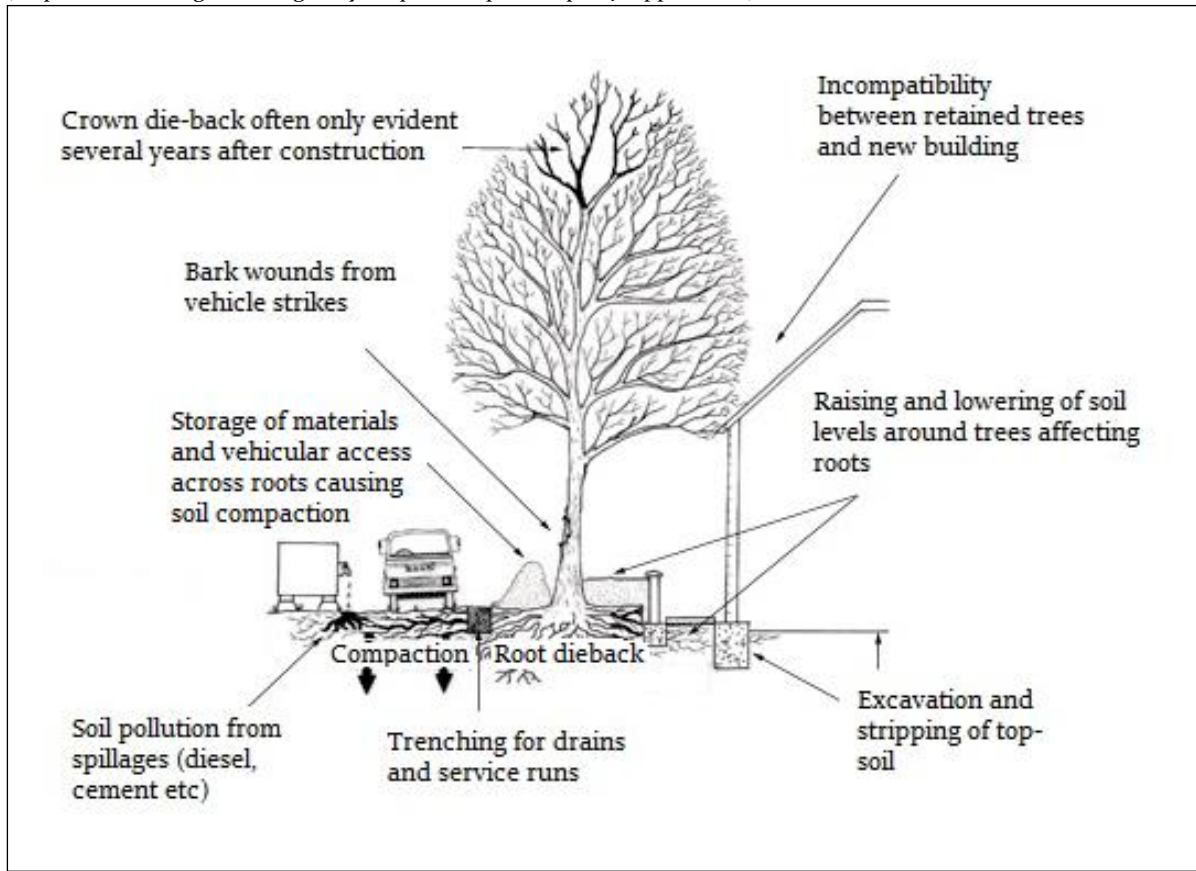 Crown die-back often only evident
several years after construction
Incompatibility
between retained trees
and new building
Bark wounds from
vehicle strikes
Storage of materials
and vehicular access
across roots causing
soil compaction
Raising and lowering of soil
levels around trees affecting
roots
Compaction
Root dieback
Soil pollution from
spillages (diesel,
cement etc)
Trenching for drains
and service runs
Excavation and
stripping of top-
soil